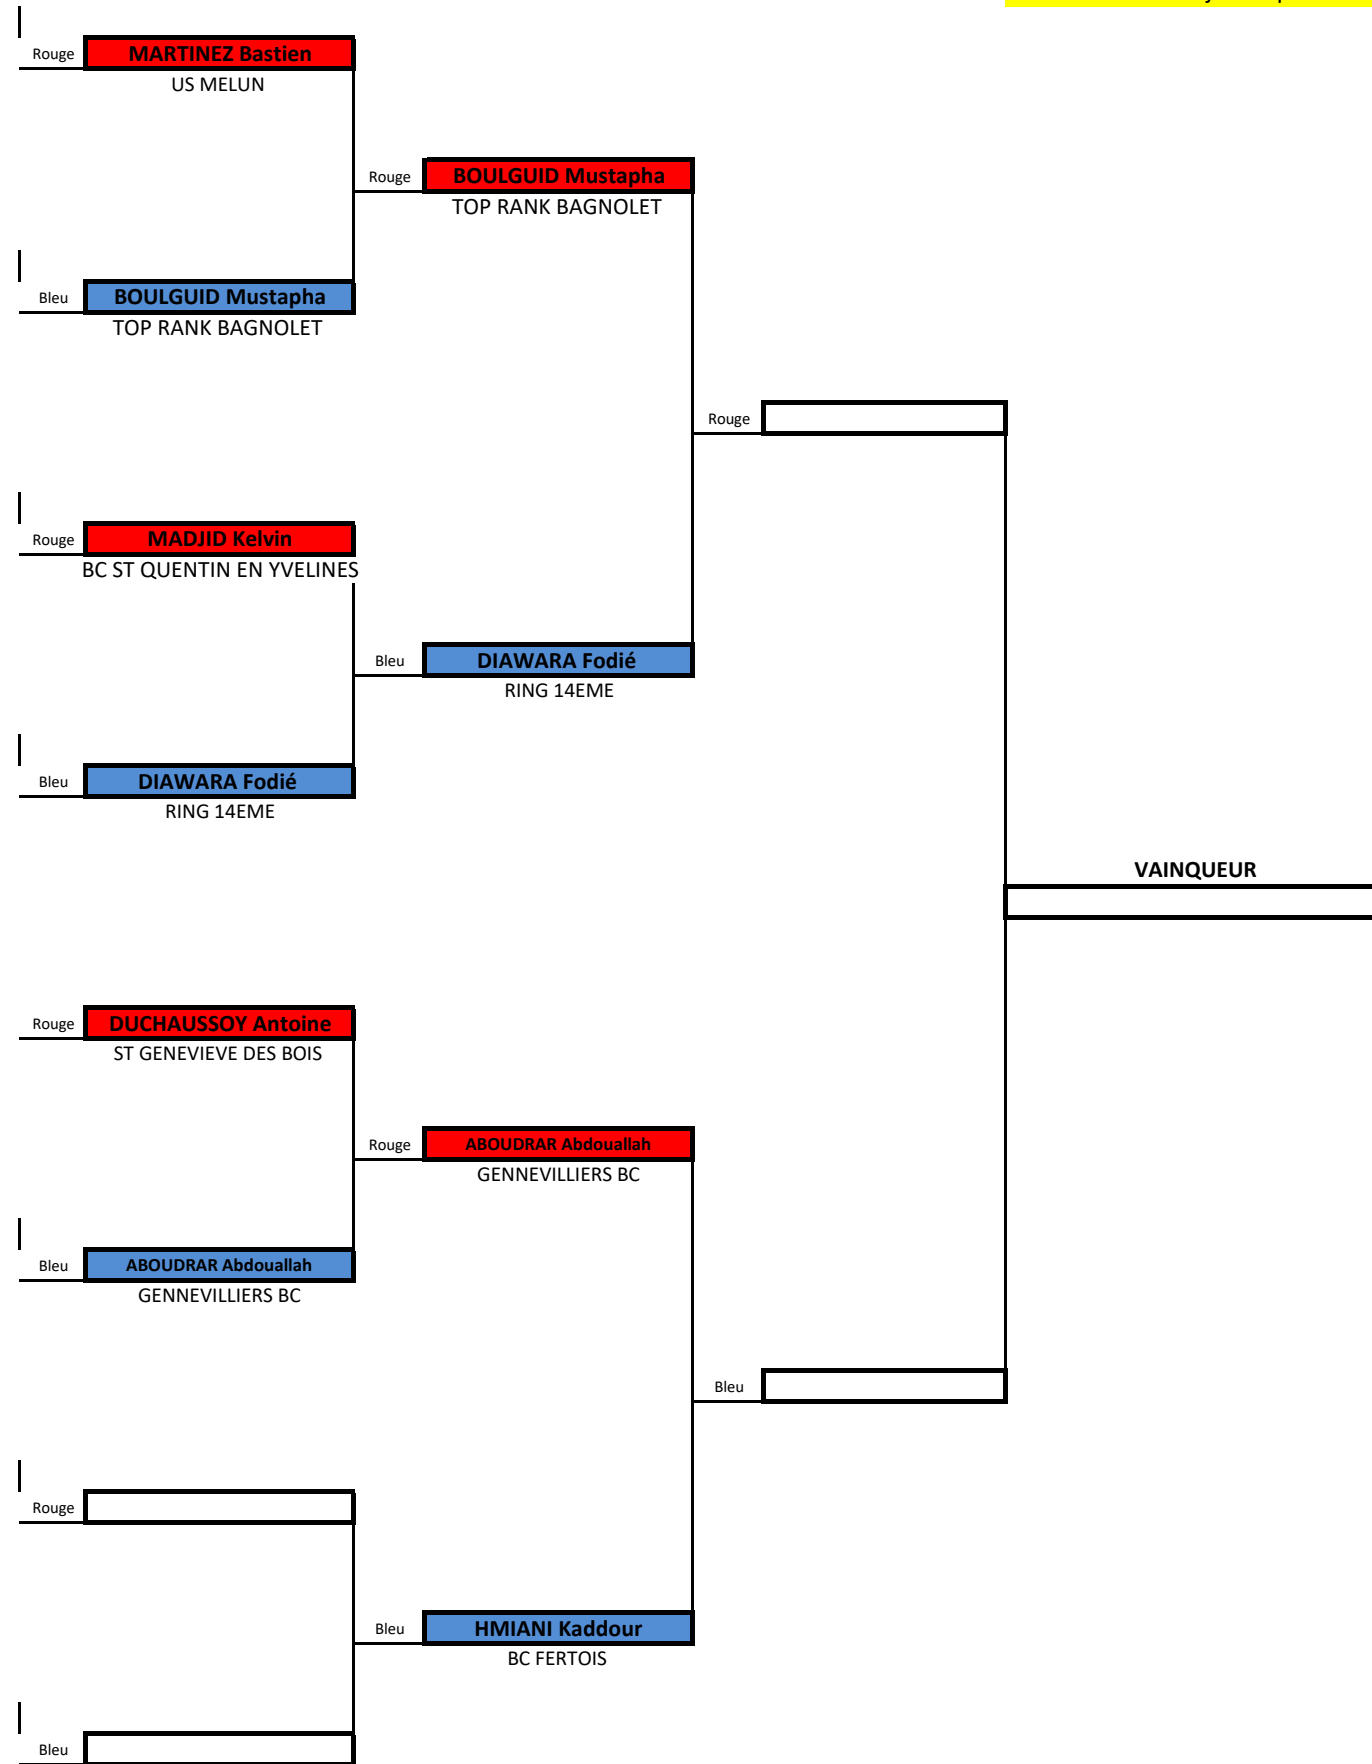 Rouge
MARTINEZ Bastien
US MELUN
Rouge
BOULGUID Mustapha
TOP RANK BAGNOLET
Bleu
BOULGUID Mustapha
TOP RANK BAGNOLET
Rouge
Rouge
MADJID Kelvin
BC ST QUENTIN EN YVELINES
Bleu
DIAWARA Fodié
RING 14EME
Bleu
DIAWARA Fodié
RING 14EME
VAINQUEUR
Rouge
DUCHAUSSOY Antoine
ST GENEVIEVE DES BOIS
Rouge
ABOUDRAR Abdouallah
GENNEVILLIERS BC
Bleu
ABOUDRAR Abdouallah
GENNEVILLIERS BC
Bleu
Rouge
Bleu
HMIANI Kaddour
BC FERTOIS
Bleu